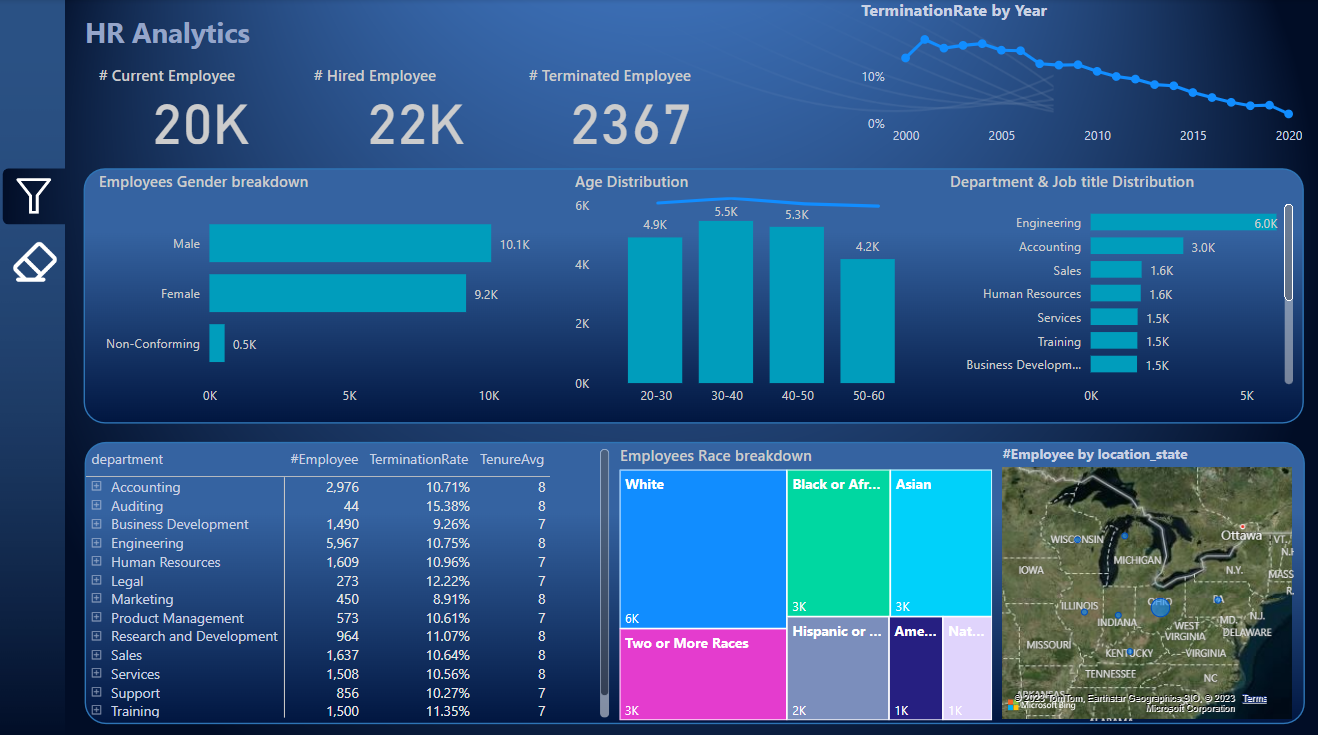 HR Analytics
TerminationRate by Year
# Current Employee
# Hired Employee
# Terminated Employee
20K
22K
2367
10%
0%
2000
2005
2010
2015
2020
Employees Gender breakdown
Male
10.1K
Female
9.2K
Non-Conforming
0.5K
0K
5K
10K
Age Distribution
6K
4K
2K
0K
4.9K
5.5K
5.3K
4.2K
20-30
30-40
40-50
50-60
Department & Job title Distribution
Engineering 6.0K
Accounting 3.0K
Sales 1.6K
Human Resources 1.6K
Services 1.5K
Training 1.5K
Business Developm... 1.5K
0K
5K
department #Employee TerminationRate TenureAvg
Accounting 2,976 10.71% 8
Auditing 44 15.38% 8
Business Development 1,490 9.26% 7
Engineering 5,967 10.75% 8
Human Resources 1,609 10.96% 7
Legal 273 12.22% 7
Marketing 450 8.91% 8
Product Management 573 10.61% 7
Research and Development 964 11.07% 8
Sales 1,637 10.64% 8
Services 1,508 10.56% 8
Support 856 10.27% 7
Training 1,500 11.35% 7
Employees Race breakdown
White
6K
Black or Afr...
3K
Asian
3K
Two or More Races
3K
Hispanic or ...
2K
Ame...
1K
Nat...
1K
#Employee by location_state
WISCONSIN
Ottawa
VT.
MICHIGAN
IOWA
N.Y.
MASS
ILLINOIS
OHIO
PA
INDIANA
MD.
N.J.
WEST
VIRGINIA
DELAWARE
MISSOURI
KENTUCKY
VIRGINIA
TENNESSEE
NC
ARKANSAS
ALABAMA
© 2023 TomTom, Earthstar Geographics SIO, © 2023
Microsoft Corporation
Terms
Microsoft Bing